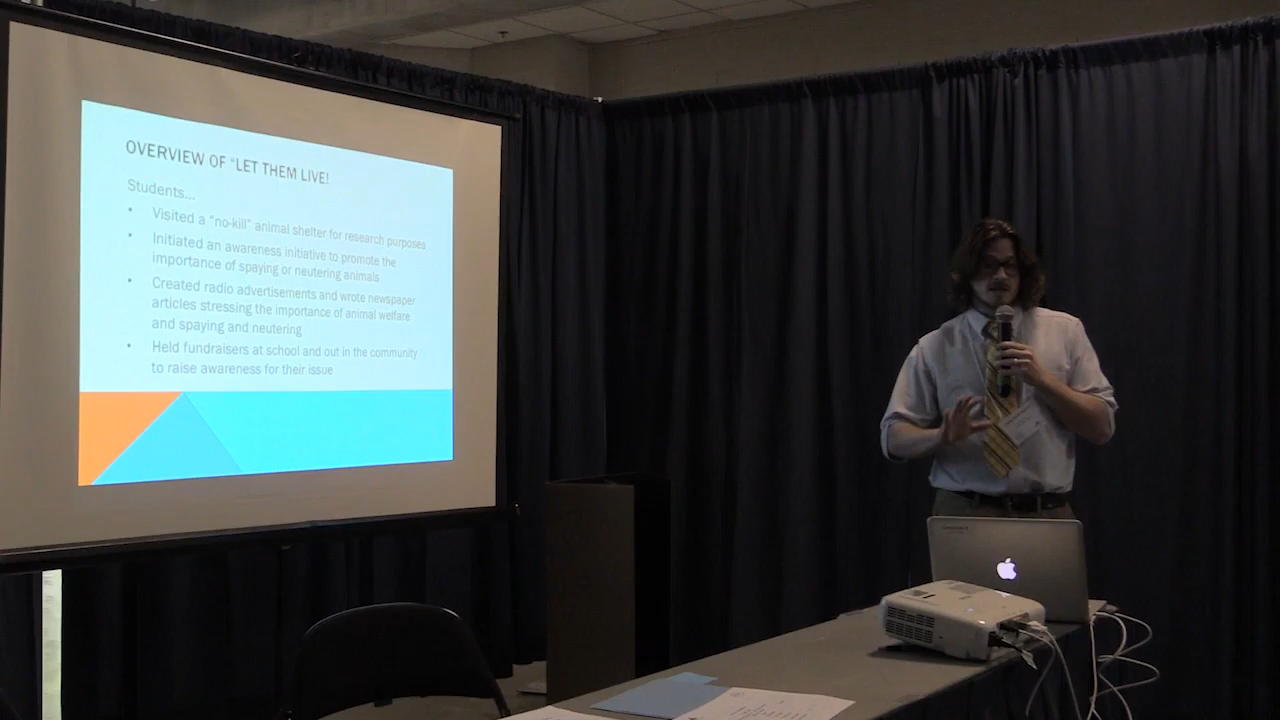 OVERVIEW OF “LET THEM LIVE!
Students...
• Visited a “no-kill” animal shelter for research purposes
• Initiated an awareness initiative to promote the
importance of spaying or neutering animals
• Created radio advertisements and wrote newspaper
articles stressing the importance of animal welfare
and spaying and neutering
• Held fundraisers at school and out in the community
to raise awareness for their issue